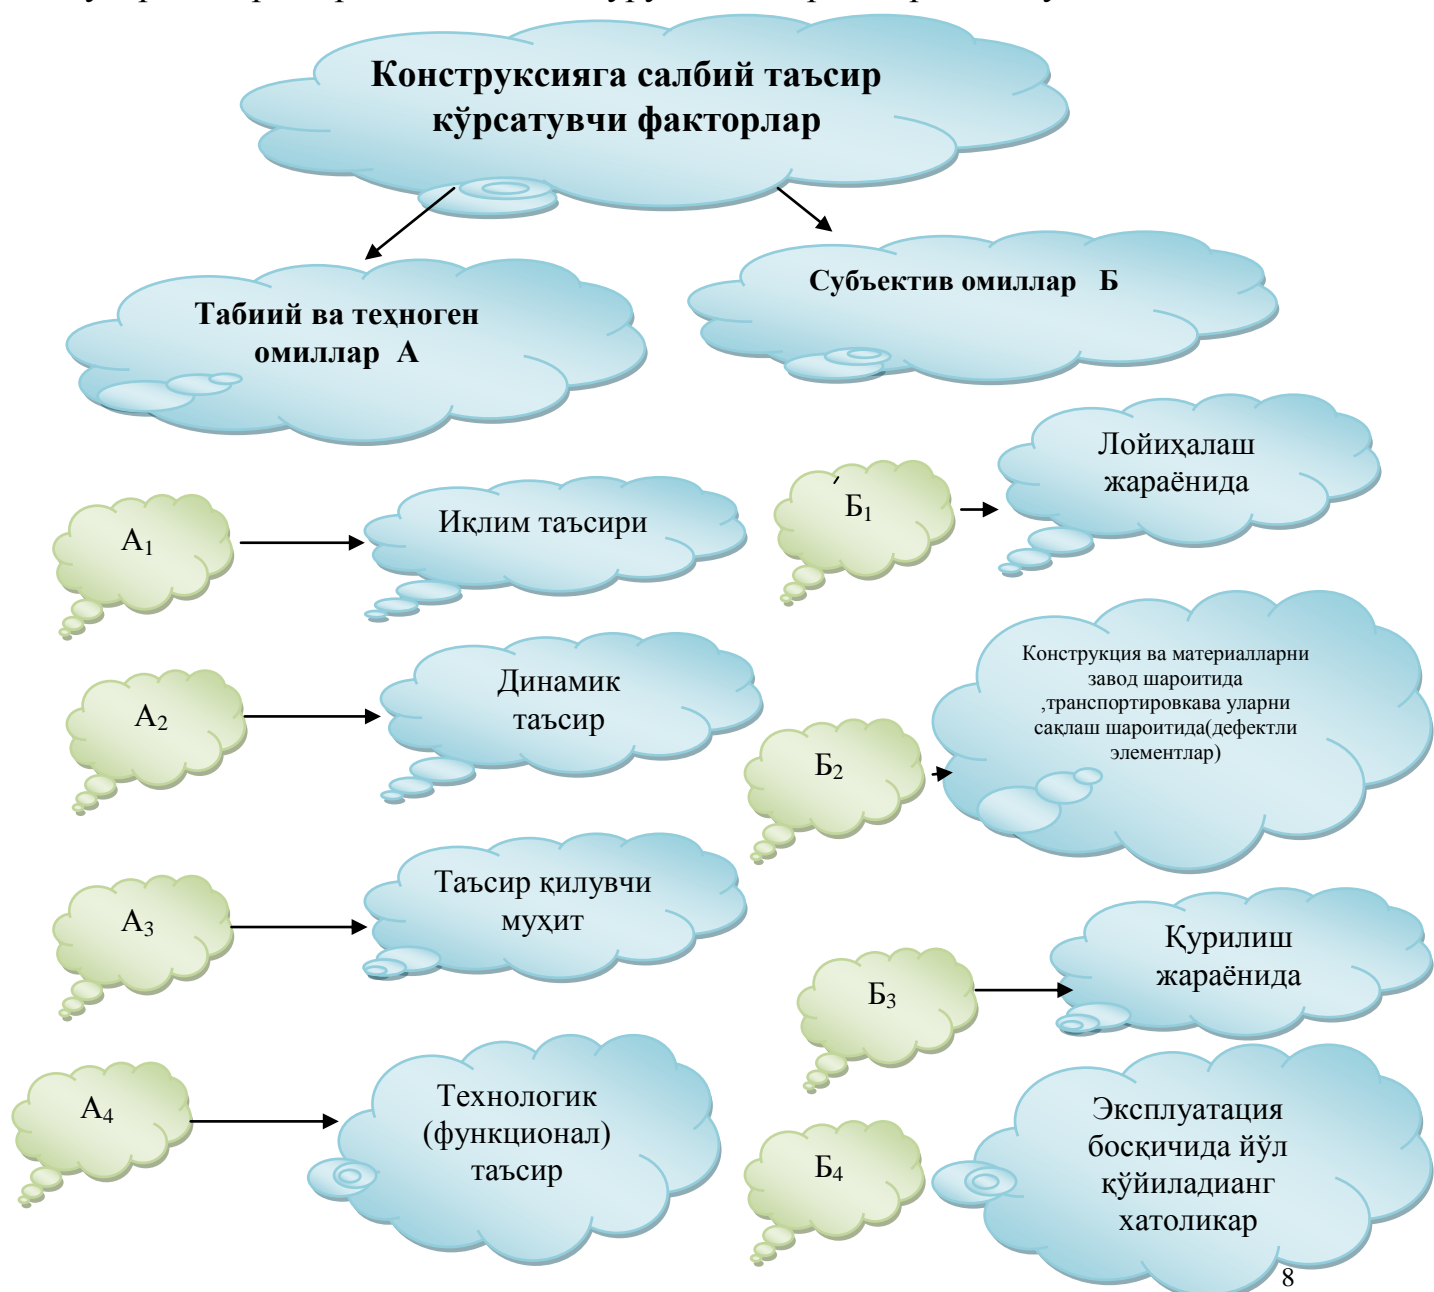 Конструксияга салбий таъсир
кўрсатувчи факторлар
Табиий ва теҳноген
омиллар А
Субъектив омиллар Б
А1
Иқлим таъсири
А2
Динамик
таъсир
А3
Таъсир қилувчи
муҳит
А4
Технологик
(функционал)
таъсир
Б1
Лойиҳалаш
жараёнида
Б2
Конструкция ва материалларни
завод шароитида
,транспортировкава уларни
сақлаш шароитида(дефектли
элементлар)
Б3
Қурилиш
жараёнида
Б4
Эксплуатация
босқичида йўл
қўйиладианг
хатоликар
8